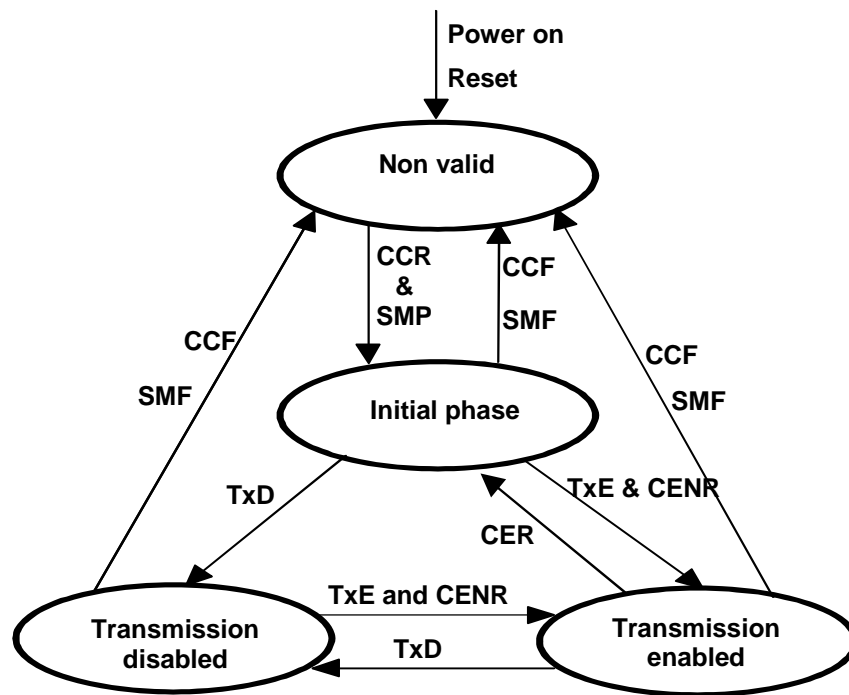 Power on
Reset
Non valid
CCR
&
SMP
CCF
SMF
CCF
SMF
CCF
SMF
Initial phase
TxD
TxE & CENR
CER
TxE and CENR
Transmission
disabled
TxD
Transmission
enabled